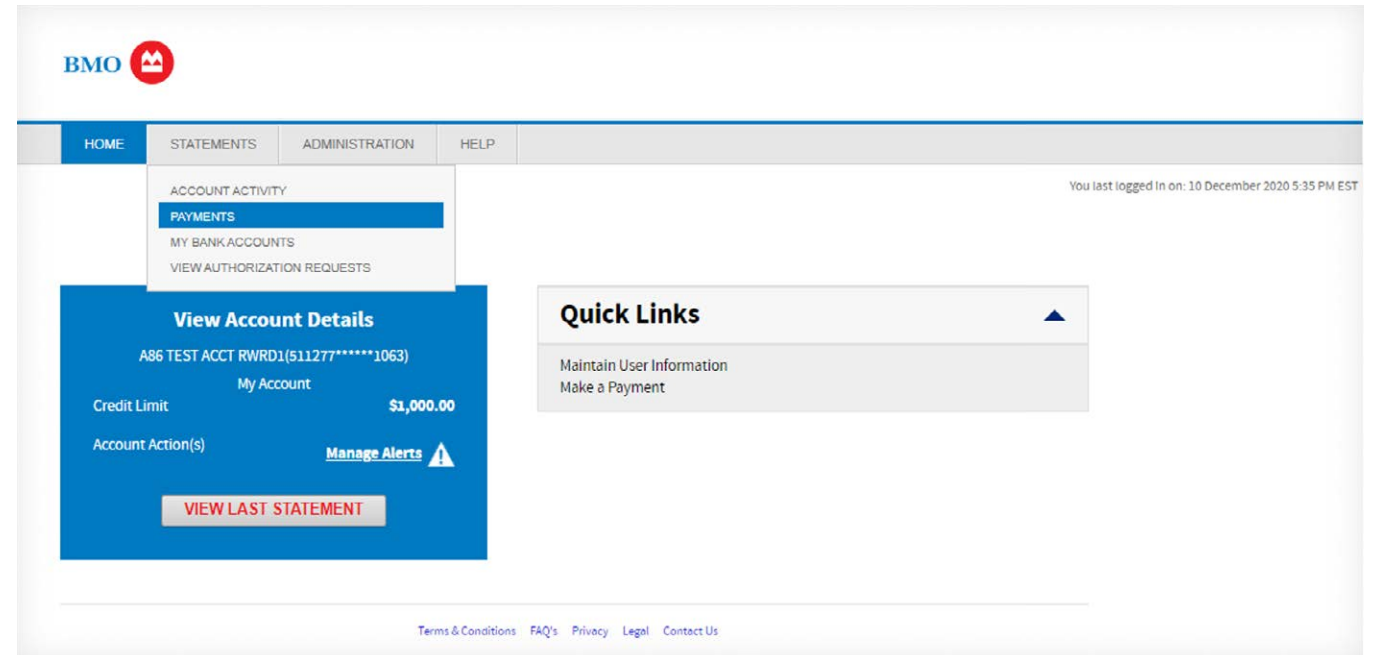 BMO
HOME STATEMENTS ADMINISTRATION HELP
You last logged in on: 10 December 2020 5:35 PM EST
ACCOUNT ACTIVITY
PAYMENTS
MY BANK ACCOUNTS
VIEW AUTHORIZATION REQUESTS
View Account Details
A86 TEST ACCT RWRD1(511277******1063)
My Account
Credit Limit $1,000.00
Account Action(s) Manage Alerts
VIEW LAST STATEMENT
Quick Links
Maintain User Information
Make a Payment
Terms & Conditions FAQ's Privacy Legal Contact Us